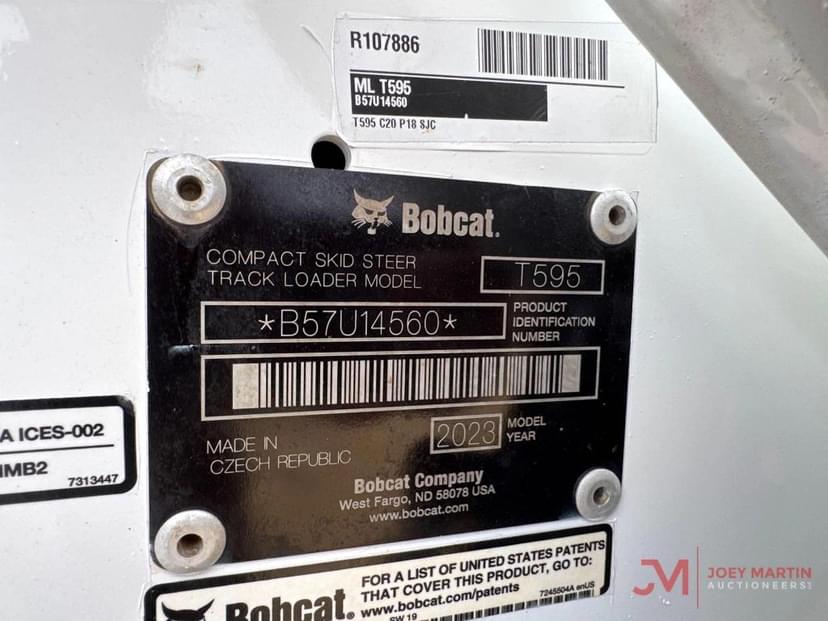 R107886
ML T595
B57U14560
T595 C20 P18 SJC
Bobcat.
COMPACT SKID STEER
TRACK LOADER MODEL
T595
*B57U14560*
PRODUCT
IDENTIFICATION
NUMBER
MADE IN
CZECH REPUBLIC
2023
MODEL
YEAR
Bobcat Company
West Fargo, ND 58078 USA
www.bobcat.com
A ICES-002
MB2
7313447
Bobcat.
FOR A LIST OF UNITED STATES PATENTS
THAT COVER THIS PRODUCT, GO TO:
www.bobcat.com/patents
7245504A enUS
SW 19
JM
JOEY MARTIN
AUCTIONEERS